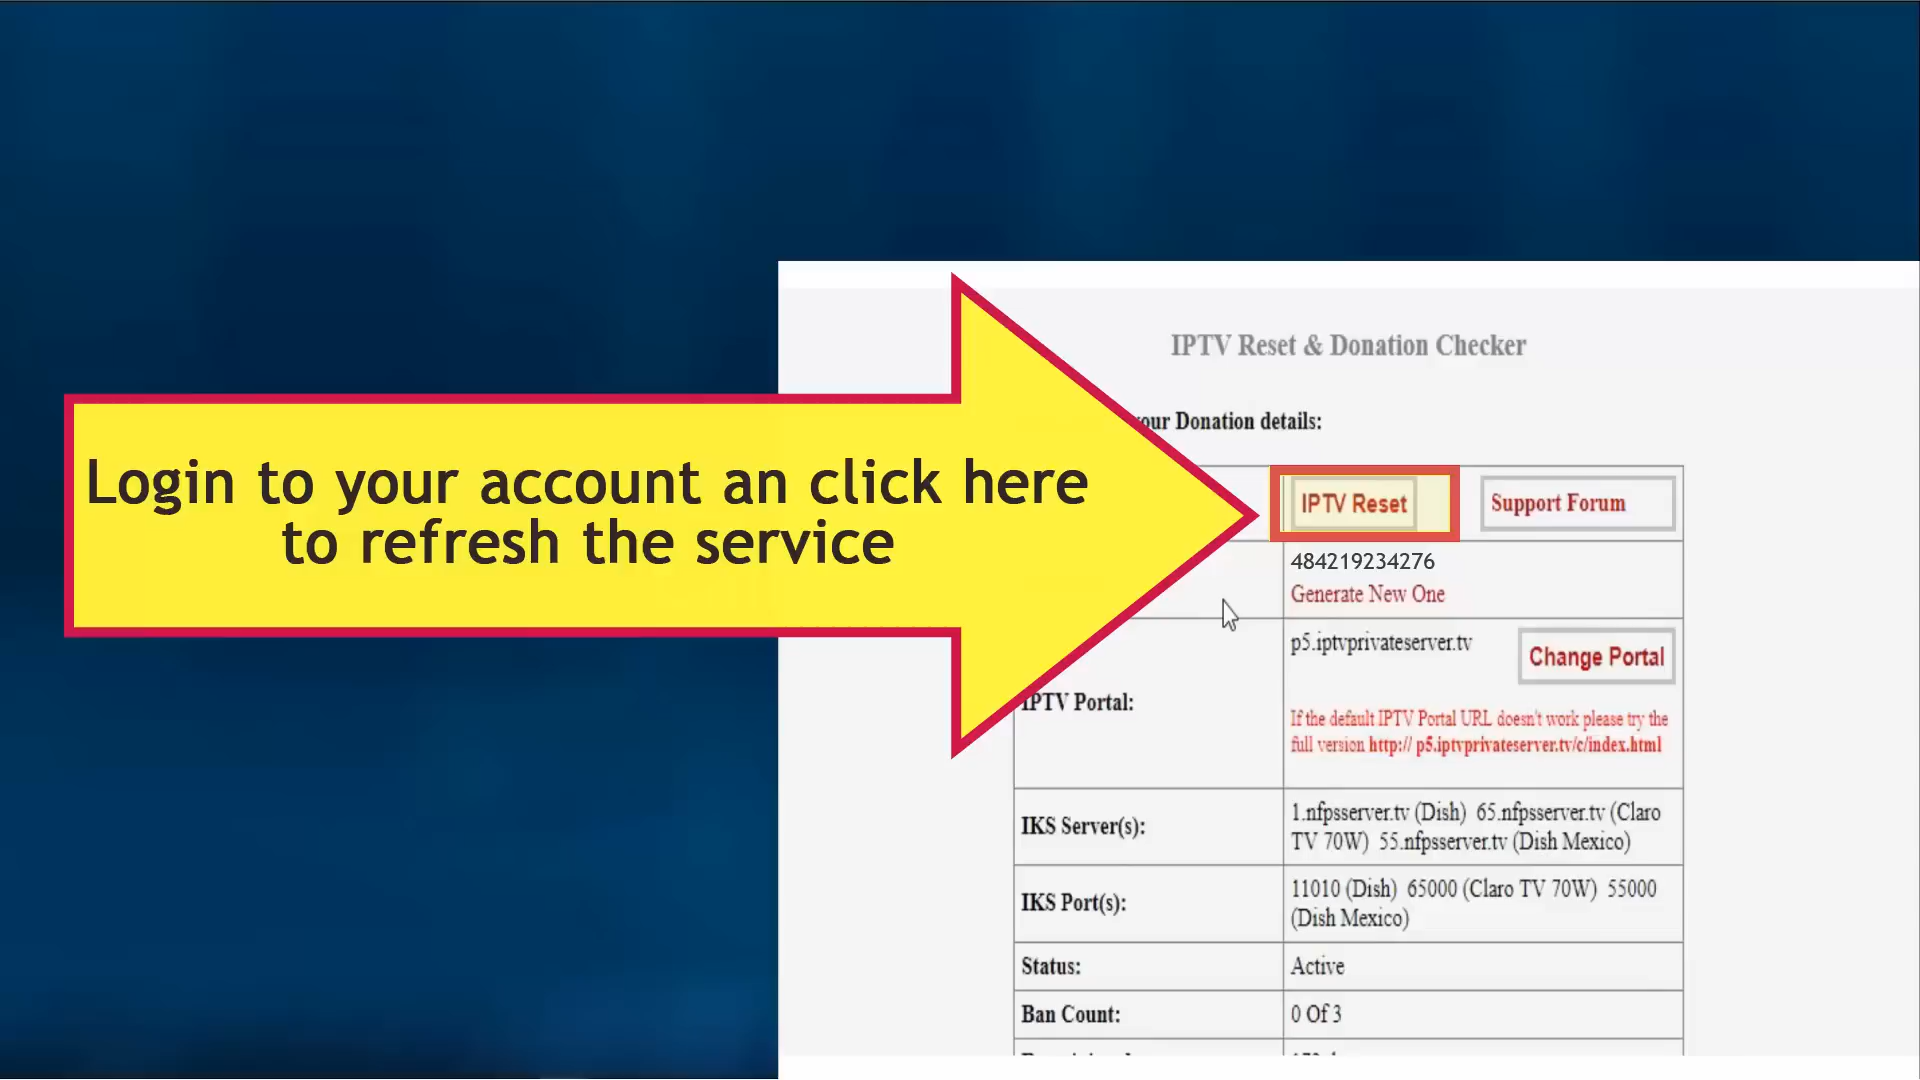 IPTV Reset & Donation Checker
our Donation details:
Login to your account an click here
to refresh the service
IPTV Reset
Support Forum
484219234276
Generate New One
IPTV Portal:
p5.iptvprivateserver.tv
Change Portal
If the default IPTV Portal URL doesn't work please try the
full version http:// p5.iptvprivateserver.tv/c/index.html
IKS Server(s):
1.nfpsserver.tv (Dish) 65.nfpsserver.tv (Claro
TV 70W) 55.nfpsserver.tv (Dish Mexico)
IKS Port(s):
11010 (Dish) 65000 (Claro TV 70W) 55000
(Dish Mexico)
Status:
Active
Ban Count:
0 Of 3